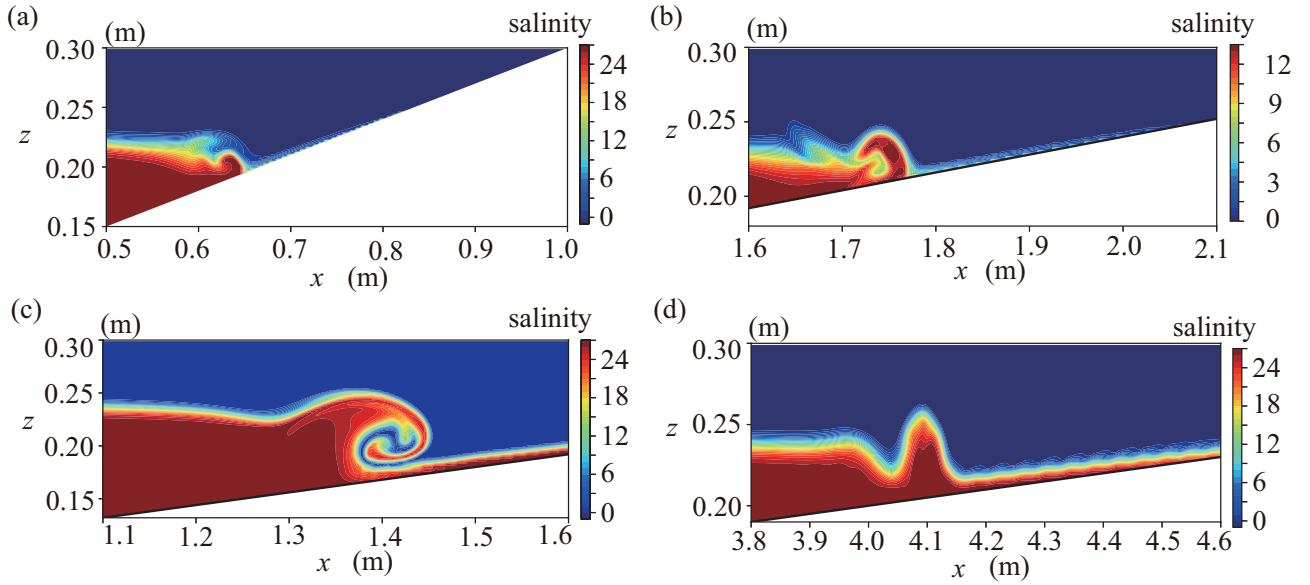 (a)
(m)
salinity
0.30
0.25
z
0.20
0.15
0.5 0.6 0.7 0.8 0.9 1.0
x (m)
24
18
12
6
0
(b)
(m)
salinity
0.30
0.25
z
0.20
1.6 1.7 1.8 1.9 2.0 2.1
x (m)
12
9
6
3
0
(c)
(m)
salinity
0.30
0.25
z
0.20
0.15
1.1 1.2 1.3 1.4 1.5 1.6
x (m)
24
18
12
6
0
(d)
(m)
salinity
0.30
z
0.25
0.20
3.8 3.9 4.0 4.1 4.2 4.3 4.4 4.5 4.6
x (m)
24
18
12
6
0